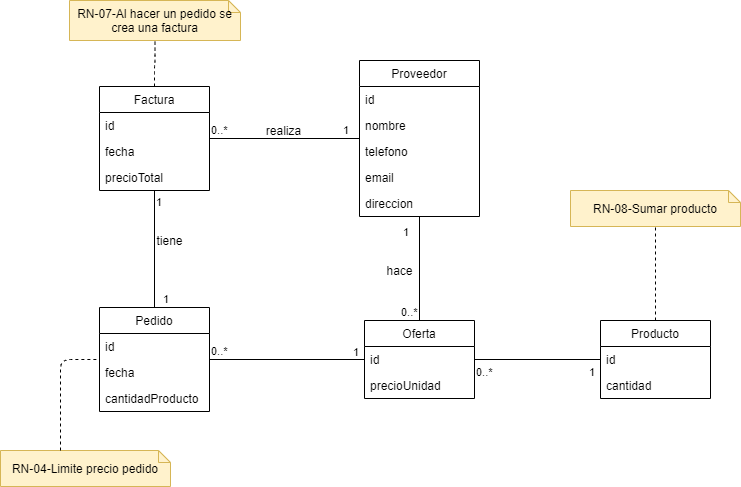 RN-07-Al hacer un pedido se
crea una factura
Proveedor
id
nombre
telefono
email
direccion
Factura
id
fecha
precioTotal
0..*
realiza
1
RN-08-Sumar producto
1
tiene
1
1
hace
0..*
Pedido
id
fecha
cantidadProducto
0..*
1
Oferta
id
precioUnidad
0..*
1
Producto
id
cantidad
RN-04-Limite precio pedido